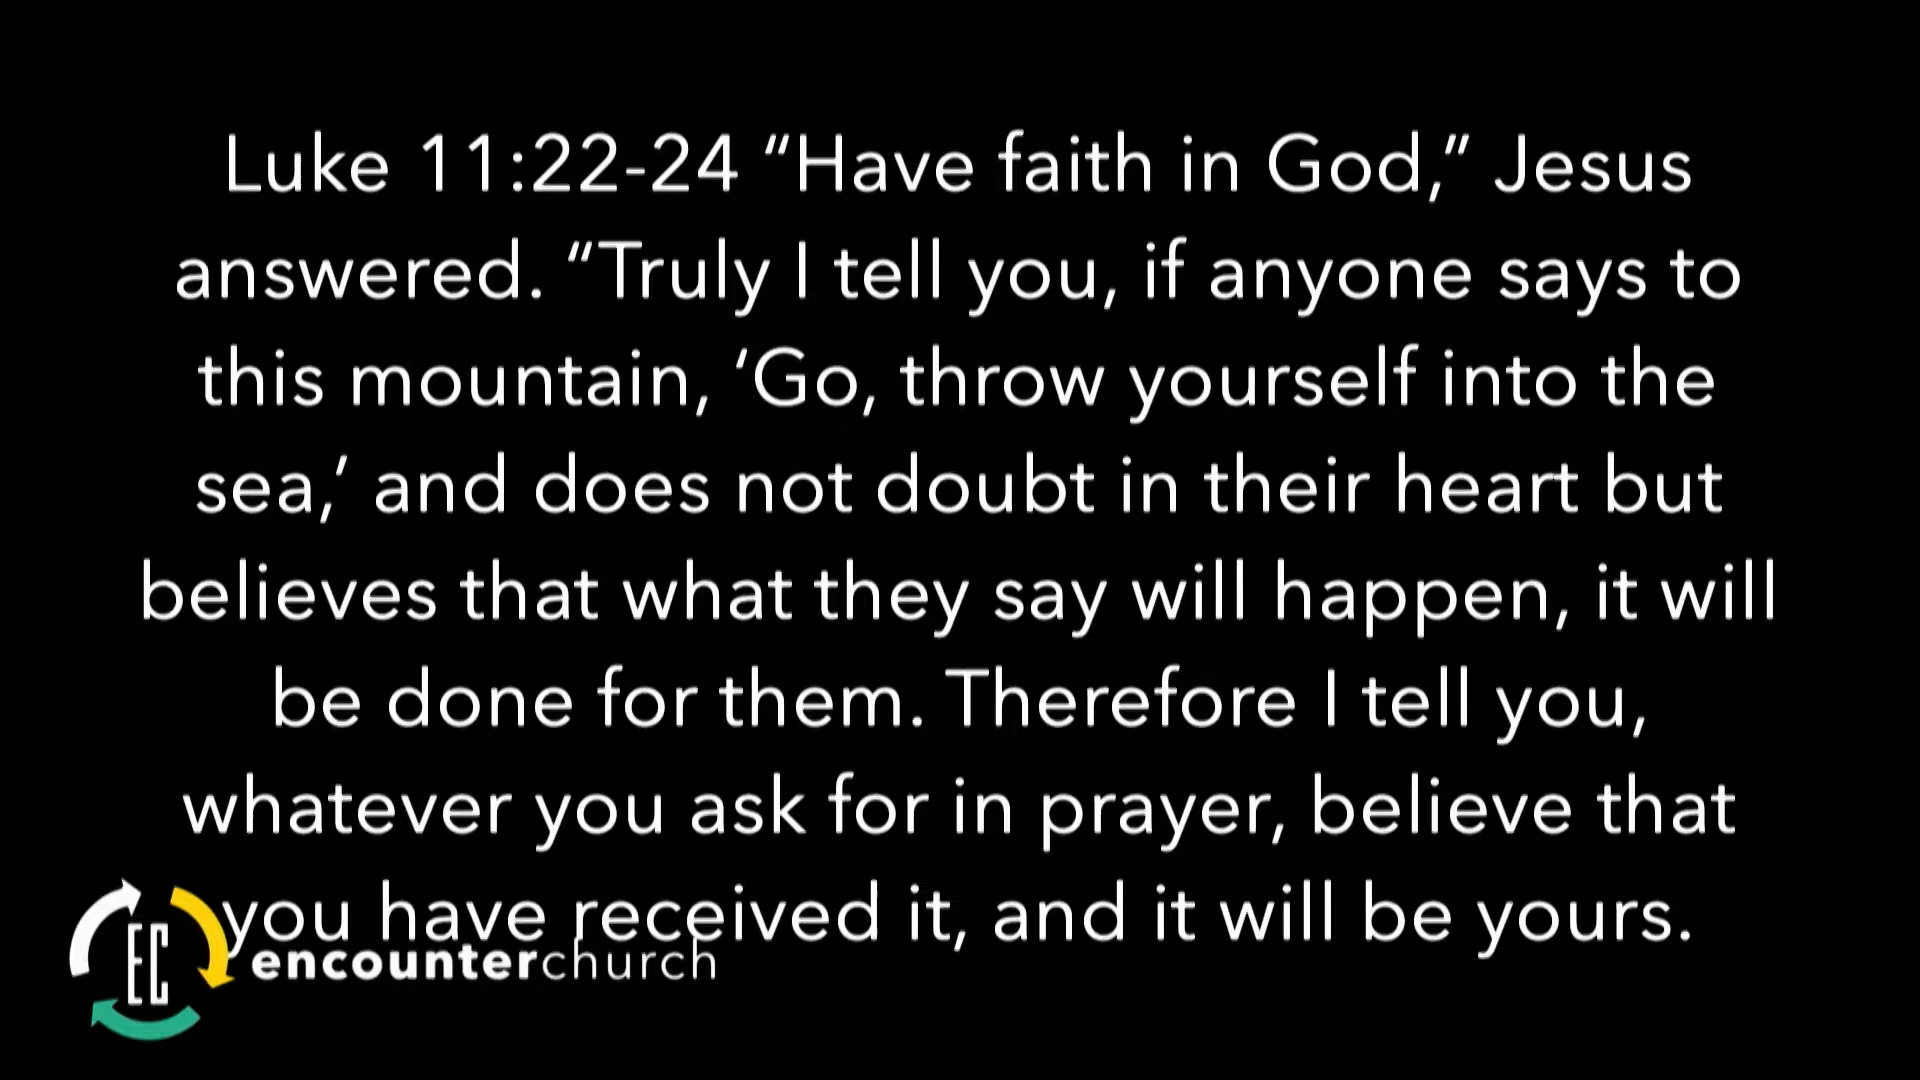 Luke 11:22-24 “Have faith in God,” Jesus
answered. “Truly I tell you, if anyone says to
this mountain, ‘Go, throw yourself into the
sea,’ and does not doubt in their heart but
believes that what they say will happen, it will
be done for them. Therefore I tell you,
whatever you ask for in prayer, believe that
you have received it, and it will be yours.
EC
encounterchurch